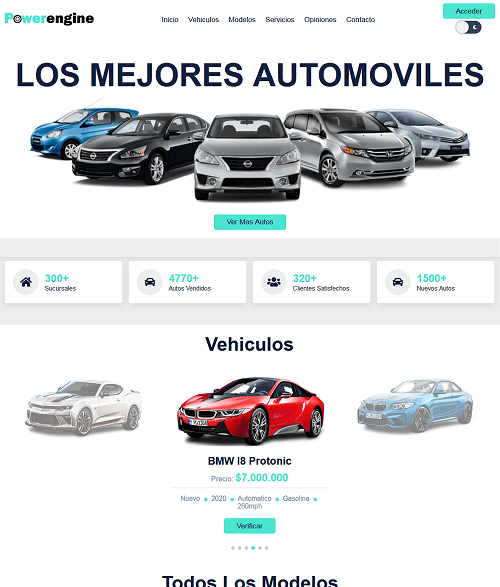 Powerengine
Inicio Vehiculos Modelos Servicios Opiniones Contacto
Acceder
LOS MEJORES AUTOMOVILES
Ver Mas Autos
300+
Sucursales
4770+
Autos Vendidos
320+
Clientes Satisfechos
1500+
Nuevos Autos
Vehiculos
BMW I8 Protonic
Precio: $7.000.000
Nuevo 2020 Automatico Gasolina
260mph
Verificar
Todos Los Modelos